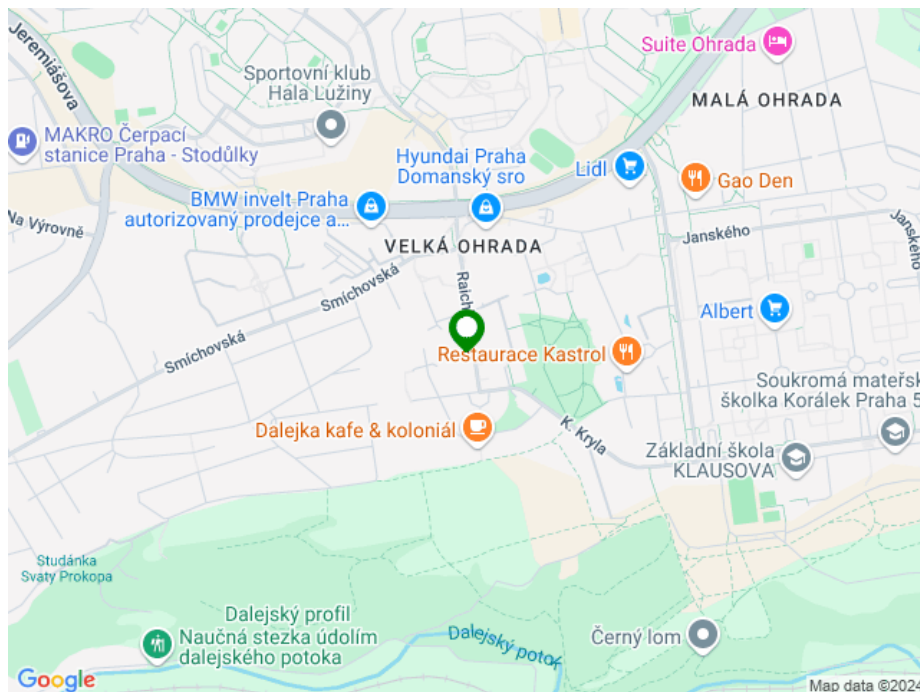 Jeremiášova
Suite Ohrada
Sportovní klub
Hala Lužiny
MALÁ OHRADA
MAKRO Čerpací
stanice Praha - Stodůlky
Hyundai Praha
Domanský sro
Lidl
Gao Den
BMW invelt Praha
autorizovaný prodejce a…
Na Výrovně
VELKÁ OHRADA
Janského
Janského
Smíchovská
Raich
Smíchovská
Albert
Restaurace Kastrol
Soukromá mateřsk
školka Korálek Praha 5
Dalejka kafe & koloniál
K. Kryla
Základní škola
KLAUSOVA
Studánka
Svaty Prokopa
Dalejský profil
Naučná stezka údolím
dalejského potoka
Dalejský potok
Černý lom
Google
Map data ©2024